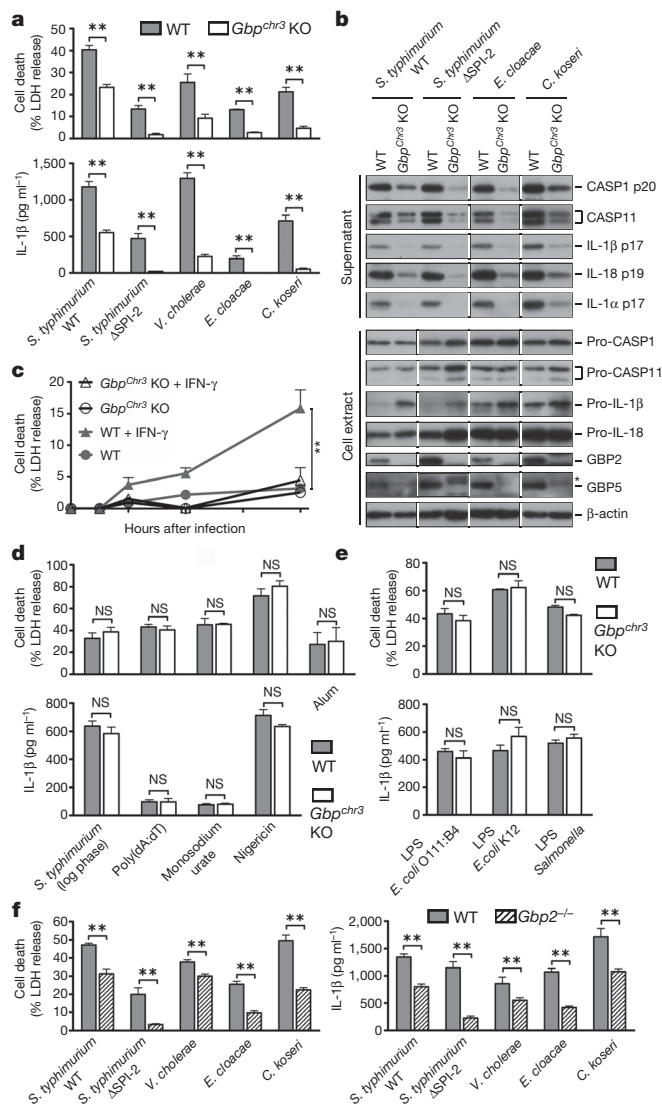 a
WT
Gbp^chr3 KO
Cell death
(% LDH release)
50
40
30
20
10
0
**
**
**
**
**
IL-1β (pg ml⁻¹)
1,500
1,000
500
0
**
**
**
**
**
S. typhimurium
WT
S. typhimurium
ΔSPI-2
V. cholerae
E. cloacae
C. koseri
b
S. typhimurium
WT
S. typhimurium
ΔSPI-2
E. cloacae
C. koseri
WT
Gbp^Chr3 KO
WT
Gbp^Chr3 KO
WT
Gbp^Chr3 KO
WT
Gbp^Chr3 KO
Supernatant
CASP1 p20
CASP11
IL-1β p17
IL-18 p19
IL-1α p17
Cell extract
Pro-CASP1
Pro-CASP11
Pro-IL-1β
Pro-IL-18
GBP2
*
GBP5
β-actin
c
Gbp^Chr3 KO + IFN-γ
Gbp^Chr3 KO
WT + IFN-γ
WT
Cell death
(% LDH release)
20
15
10
5
0
**
Hours after infection
d
Cell death
(% LDH release)
100
80
60
40
20
0
NS
NS
NS
NS
NS
Alum
IL-1β (pg ml⁻¹)
800
600
400
200
0
NS
NS
NS
NS
WT
Gbp^chr3
KO
S. typhimurium
(log phase)
Poly(dA:dT)
Monosodium
urate
Nigericin
e
Cell death
(% LDH release)
100
80
60
40
20
0
NS
NS
NS
WT
Gbp^chr3
KO
IL-1β (pg ml⁻¹)
800
600
400
200
0
NS
NS
NS
LPS
E. coli O111:B4
LPS
E.coli K12
LPS
Salmonella
f
WT
Gbp2⁻/⁻
Cell death
(% LDH release)
60
50
40
30
20
10
0
**
**
**
**
**
S. typhimurium
WT
S. typhimurium
ΔSPI-2
V. cholerae
E. cloacae
C. koseri
IL-1β (pg ml⁻¹)
2,000
1,500
1,000
500
0
**
**
**
**
**
S. typhimurium
WT
S. typhimurium
ΔSPI-2
V. cholerae
E. cloacae
C. koseri